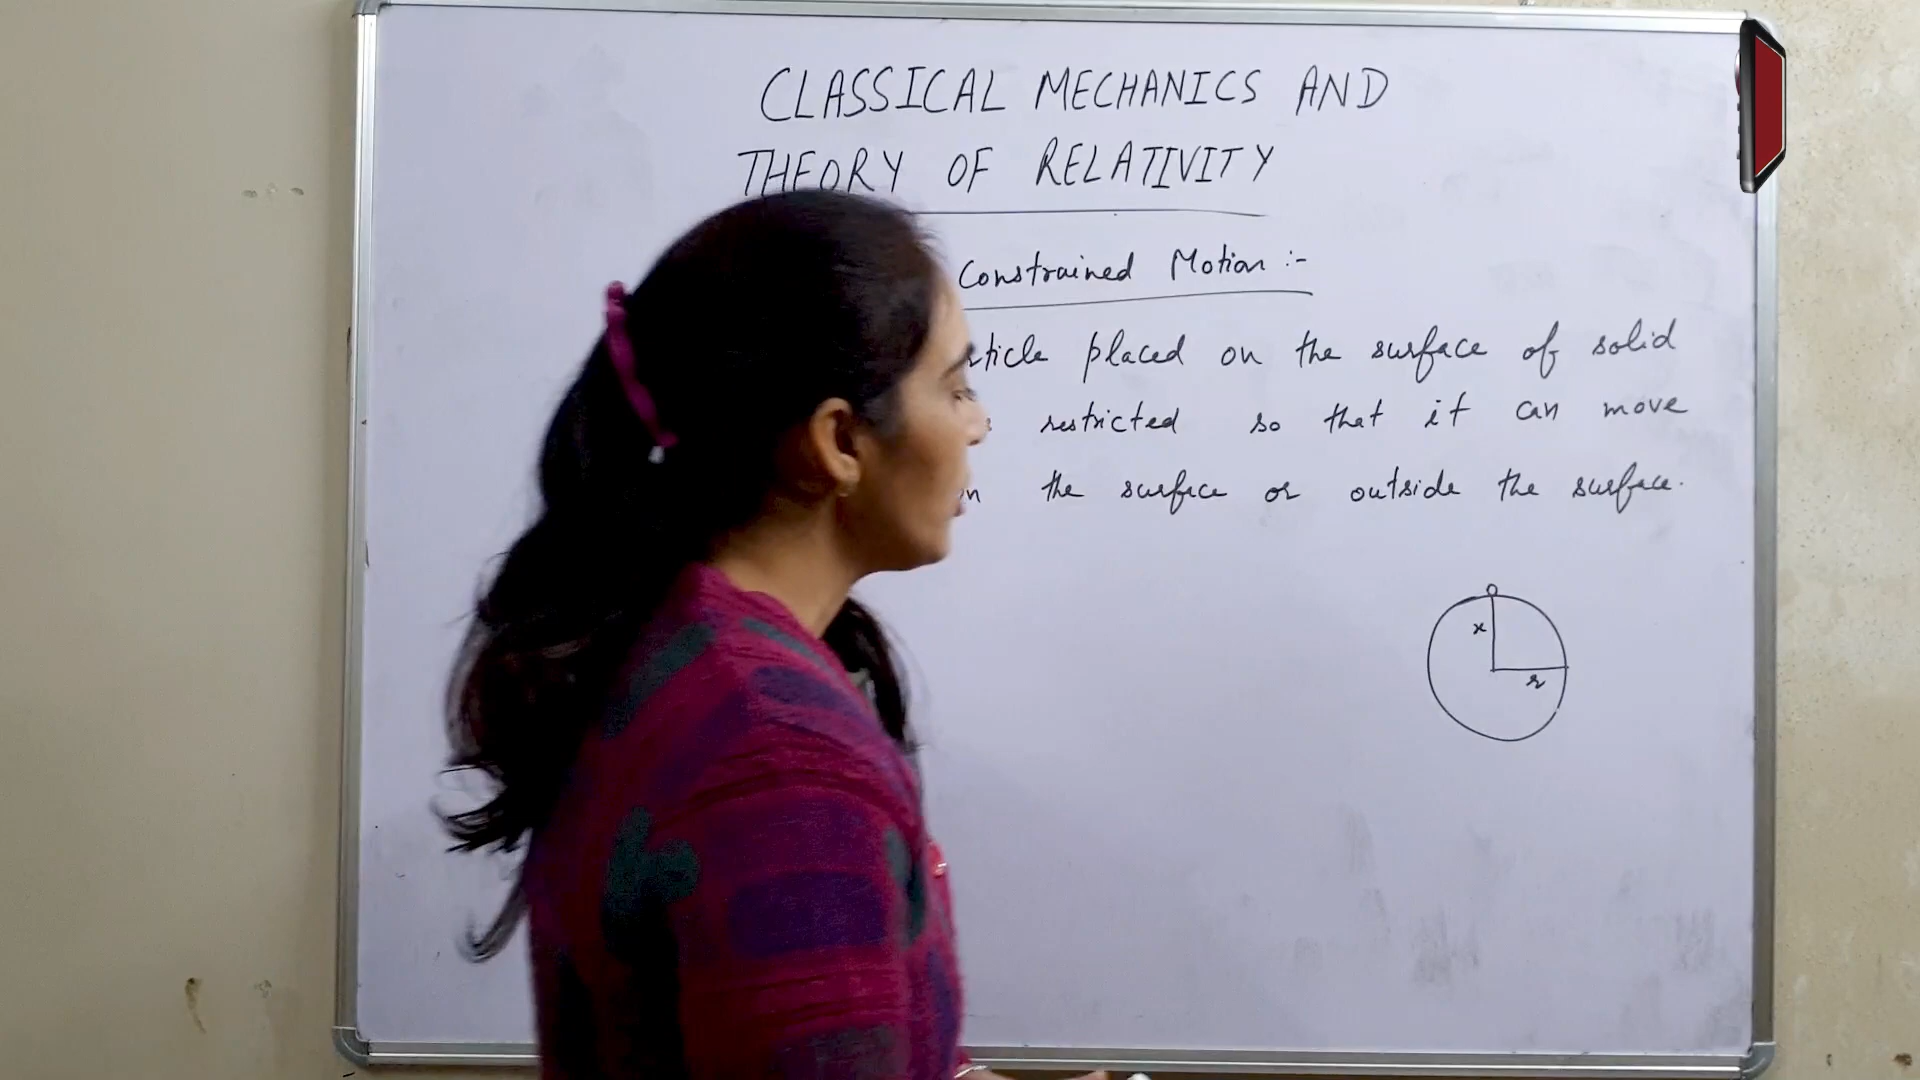 CLASSICAL MECHANICS AND
THEORY OF RELATIVITY
Constrained Motion :-
placed on the surface of solid
restricted so that it can move
the surface or outside the surface.
x
r